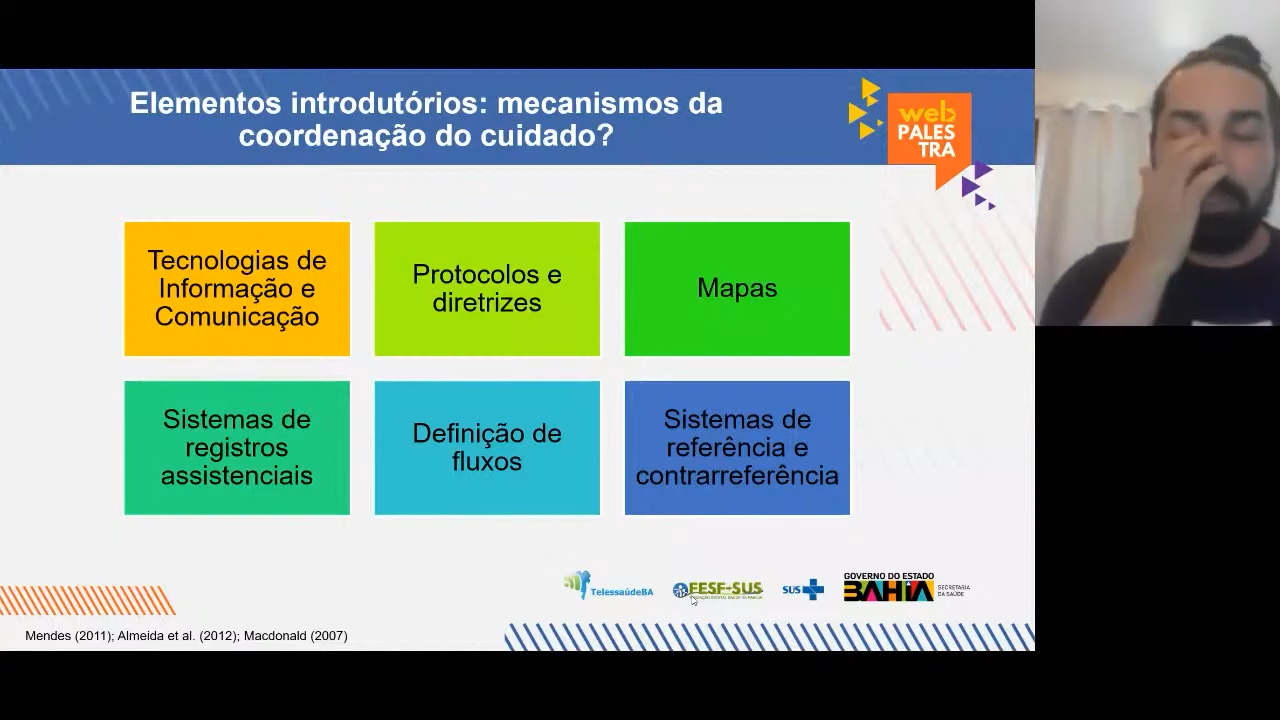 Elementos introdutórios: mecanismos da
coordenação do cuidado?
web
PALES
TRA
Tecnologias de
Informação e
Comunicação
Protocolos e
diretrizes
Mapas
Sistemas de
registros
assistenciais
Definição de
fluxos
Sistemas de
referência e
contrarreferência
TelessaúdeBA
FESF-SUS
SUS
GOVERNO DO ESTADO
BAHIA
SECRETARIA
DA SAÚDE
Mendes (2011); Almeida et al. (2012); Macdonald (2007)